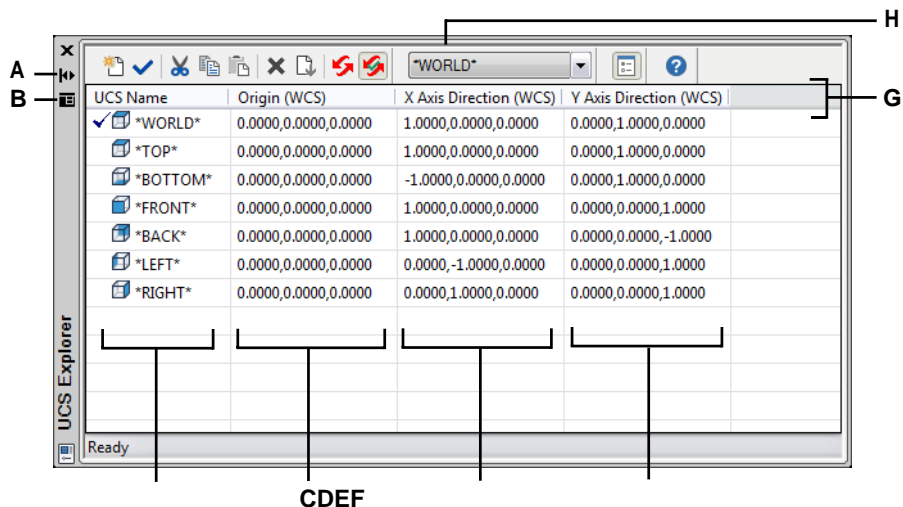 H
A
B
*WORLD*
G
UCS Name Origin (WCS) X Axis Direction (WCS) Y Axis Direction (WCS)
*WORLD* 0.0000,0.0000,0.0000 1.0000,0.0000,0.0000 0.0000,1.0000,0.0000
*TOP* 0.0000,0.0000,0.0000 1.0000,0.0000,0.0000 0.0000,1.0000,0.0000
*BOTTOM* 0.0000,0.0000,0.0000 -1.0000,0.0000,0.0000 0.0000,1.0000,0.0000
*FRONT* 0.0000,0.0000,0.0000 1.0000,0.0000,0.0000 0.0000,0.0000,1.0000
*BACK* 0.0000,0.0000,0.0000 1.0000,0.0000,0.0000 0.0000,0.0000,-1.0000
*LEFT* 0.0000,0.0000,0.0000 0.0000,-1.0000,0.0000 0.0000,0.0000,1.0000
*RIGHT* 0.0000,0.0000,0.0000 0.0000,1.0000,0.0000 0.0000,0.0000,1.0000
UCS Explorer
Ready
CDEF